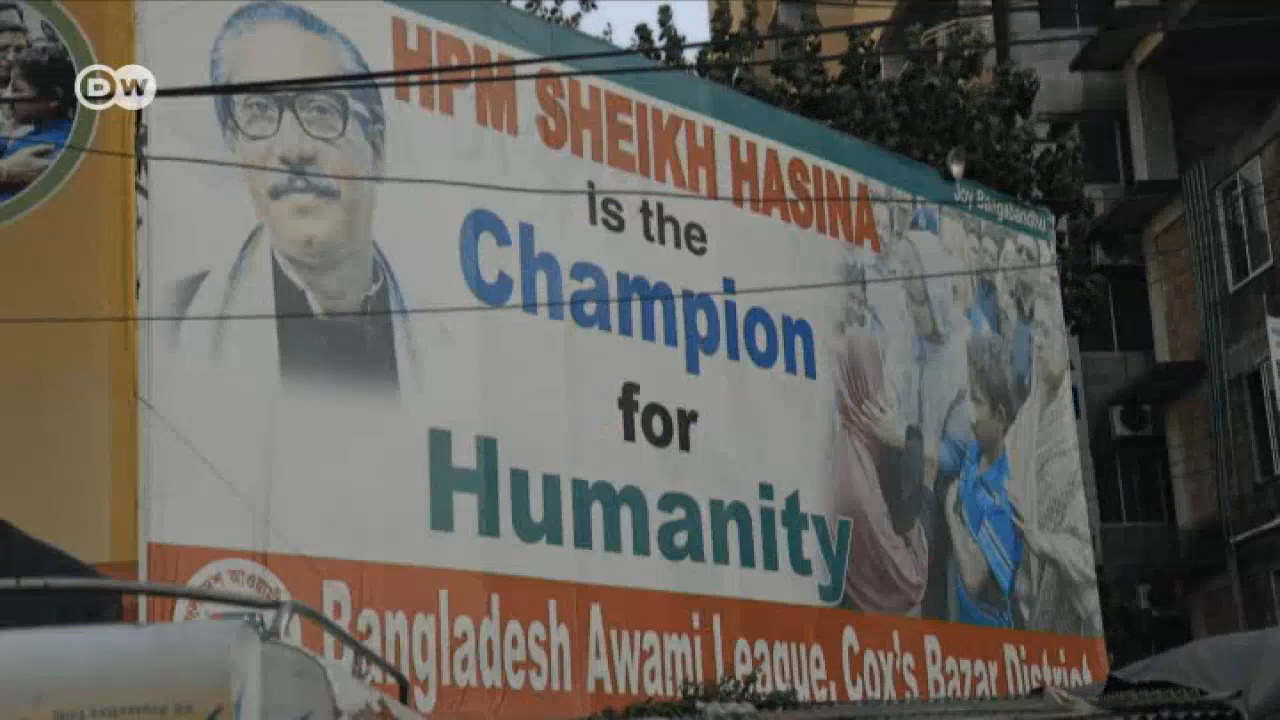 DW
HPM SHEIKH HASINA
Joy Bangabandhu
is the
Champion
for
Humanity
Bangladesh Awami League, Cox's Bazar District